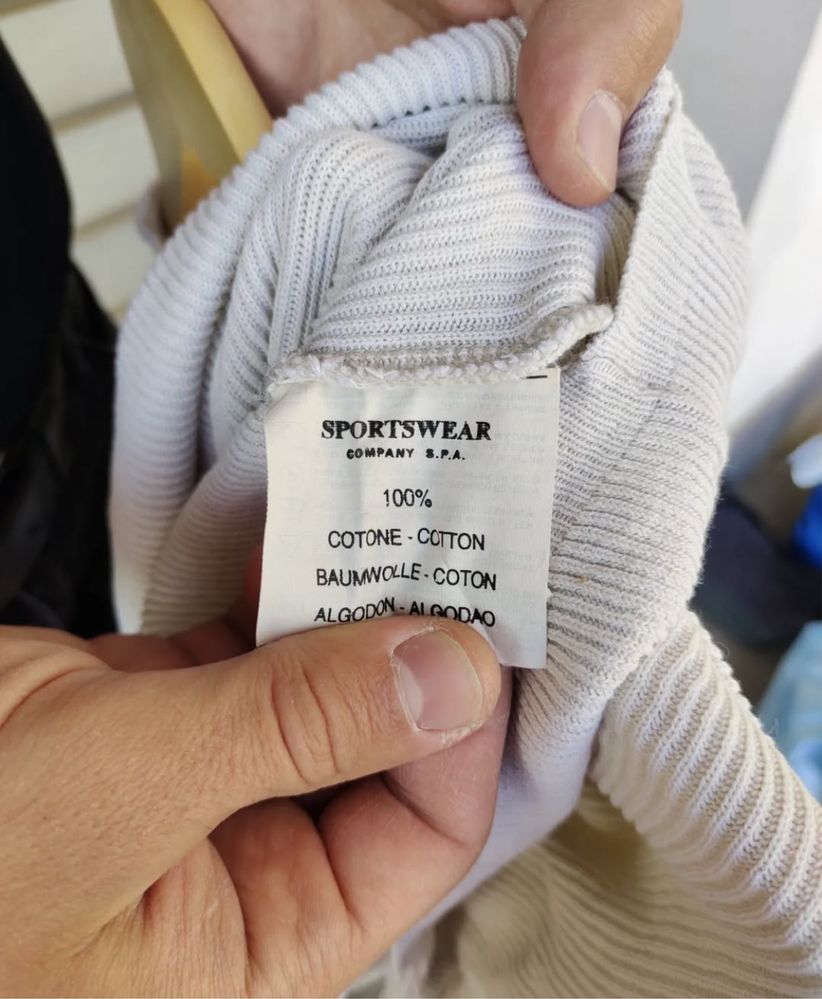 SPORTSWEAR
COMPANY S.P.A.
100%
COTONE - COTTON
BAUMWOLLE - COTON
ALGODON - ALGODAO